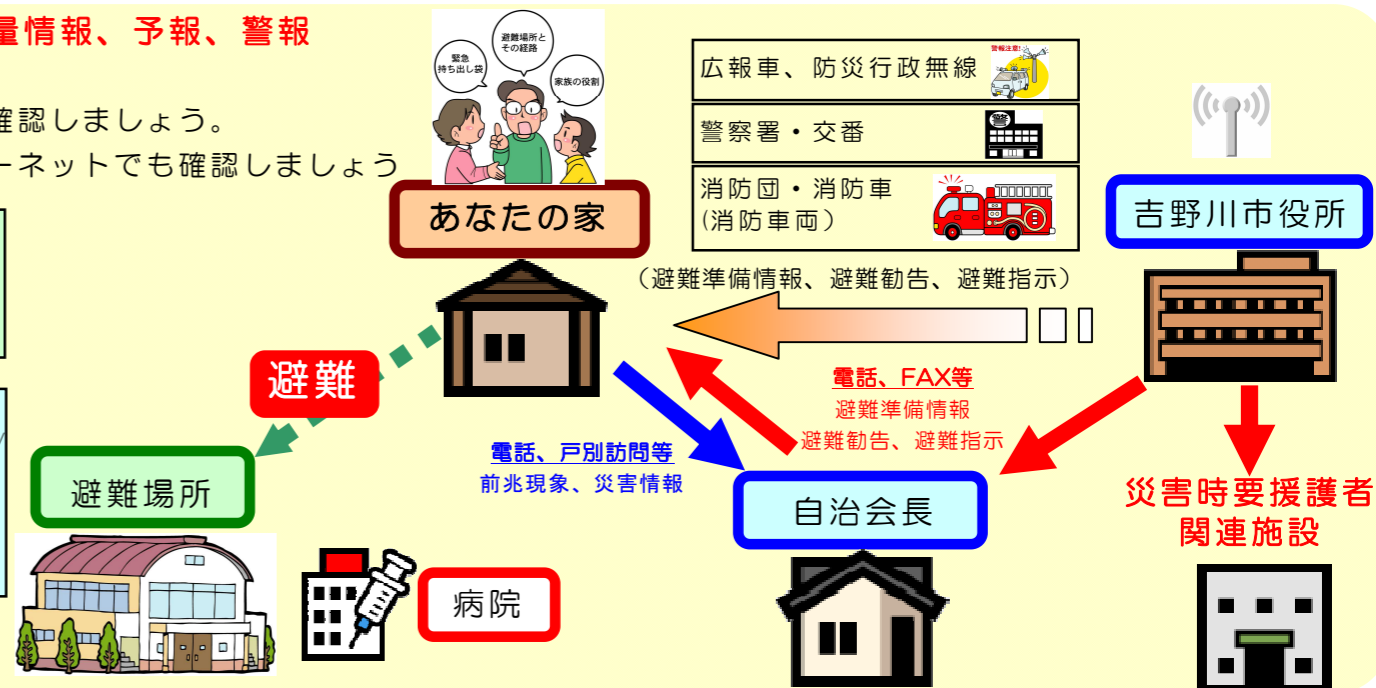 量情報、予報、警報
確認しましょう。
ーネットでも確認しましょう
緊急
持ち出し袋
避難場所と
その経路
家族の役割
あなたの家
広報車、防災行政無線
警報注意!
警察署・交番
警
消防団・消防車
(消防車両)
吉野川市役所
(避難準備情報、避難勧告、避難指示)
避難
電話、FAX等
避難準備情報
避難勧告、避難指示
電話、戸別訪問等
前兆現象、災害情報
避難場所
自治会長
災害時要援護者
関連施設
病院